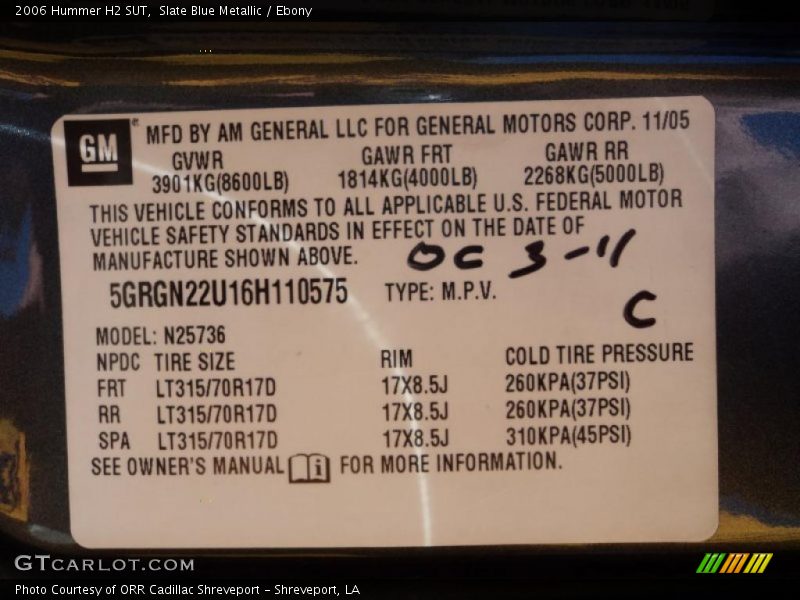 2006 Hummer H2 SUT,  Slate Blue Metallic / Ebony
GM® MFD BY AM GENERAL LLC FOR GENERAL MOTORS CORP. 11/05
GVWR GAWR FRT GAWR RR
3901KG(8600LB) 1814KG(4000LB) 2268KG(5000LB)
THIS VEHICLE CONFORMS TO ALL APPLICABLE U.S. FEDERAL MOTOR
VEHICLE SAFETY STANDARDS IN EFFECT ON THE DATE OF
MANUFACTURE SHOWN ABOVE. OC 3-11
5GRGN22U16H110575 TYPE: M.P.V.
C
MODEL: N25736
NPDC TIRE SIZE RIM COLD TIRE PRESSURE
FRT LT315/70R17D 17X8.5J 260KPA(37PSI)
RR LT315/70R17D 17X8.5J 260KPA(37PSI)
SPA LT315/70R17D 17X8.5J 310KPA(45PSI)
SEE OWNER'S MANUAL i FOR MORE INFORMATION.
GTCARLOT.COM
Photo Courtesy of ORR Cadillac Shreveport – Shreveport, LA